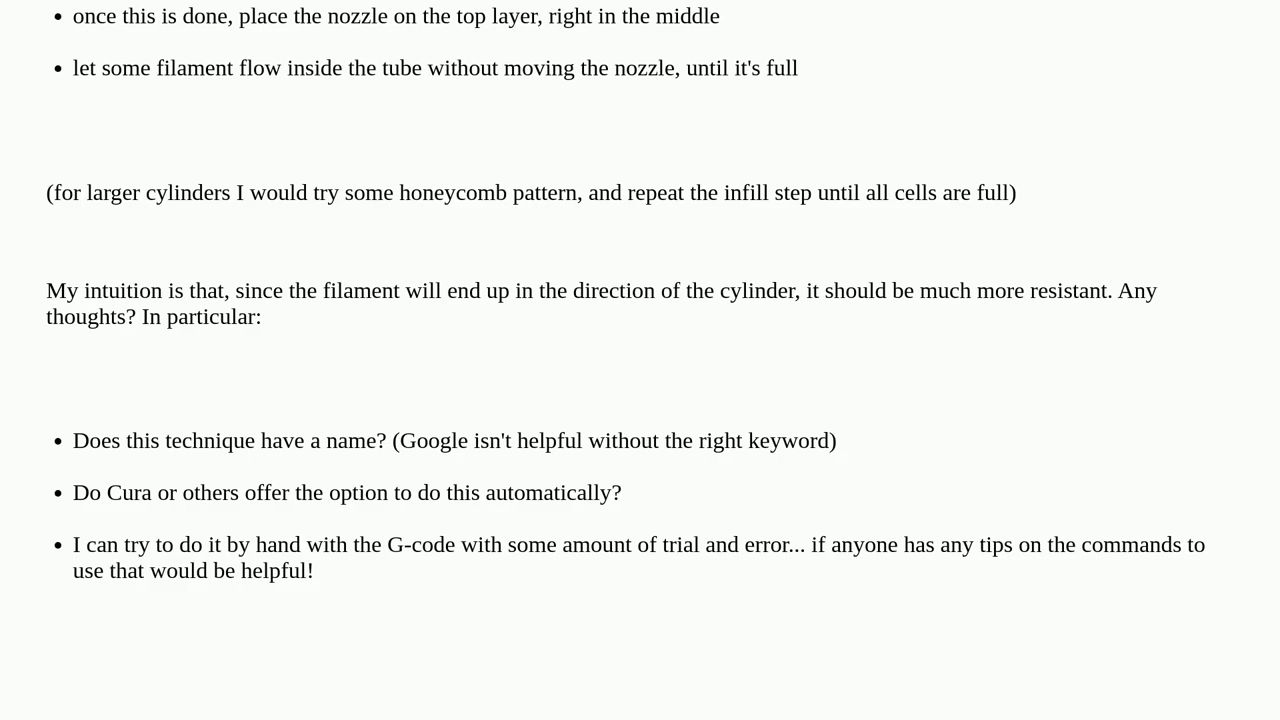 once this is done, place the nozzle on the top layer, right in the middle
let some filament flow inside the tube without moving the nozzle, until it's full
(for larger cylinders I would try some honeycomb pattern, and repeat the infill step until all cells are full)
My intuition is that, since the filament will end up in the direction of the cylinder, it should be much more resistant. Any
thoughts? In particular:
Does this technique have a name? (Google isn't helpful without the right keyword)
Do Cura or others offer the option to do this automatically?
I can try to do it by hand with the G-code with some amount of trial and error... if anyone has any tips on the commands to
use that would be helpful!